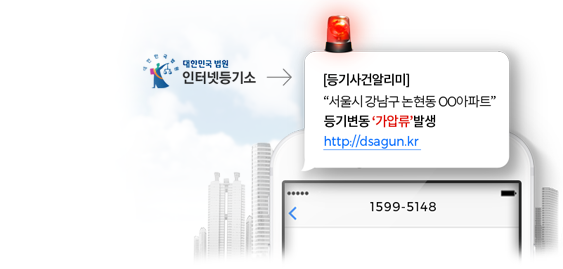 대한민국 법원
인터넷등기소
[등기사건알리미]
“서울시 강남구 논현동 OO아파트”
등기변동 ‘가압류’발생
http://dsagun.kr
1599-5148